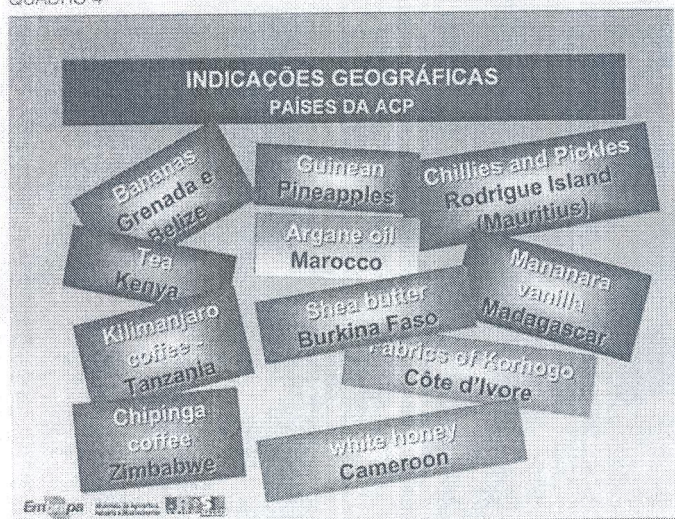 QUADRO 4
INDICAÇÕES GEOGRÁFICAS
PAÍSES DA ACP
Bananas
Grenada e
Belize
Guinean
Pineapples
Chillies and Pickles
Rodrigue Island
(Mauritius)
Tea
Kenya
Argane oil
Marocco
Mananara
vanilla
Madagascar
Kilimanjaro
coffee -
Tanzania
Shea butter
Burkina Faso
Fabrics of Korhogo
Côte d'Ivore
Chipinga
coffee
Zimbabwe
white honey
Cameroon